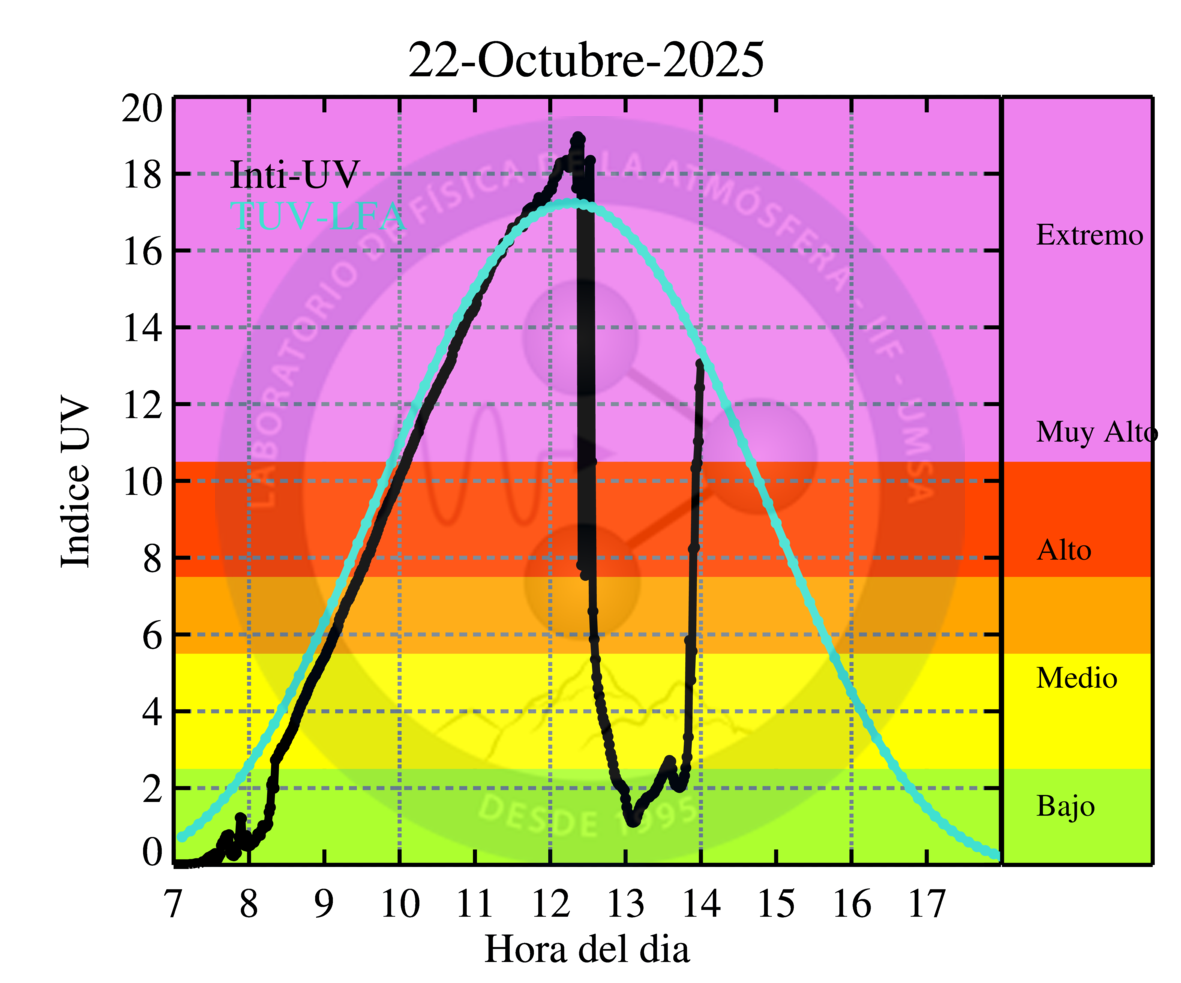 22-Octubre-2025
Inti-UV
TUV-LFA
LABORATORIO DE FÍSICA DE LA ATMÓSFERA - IIF - UMSA
DESDE 1995
Indice UV
20
18
16
14
12
10
8
6
4
2
0
7 8 9 10 11 12 13 14 15 16 17
Hora del dia
Extremo
Muy Alto
Alto
Medio
Bajo